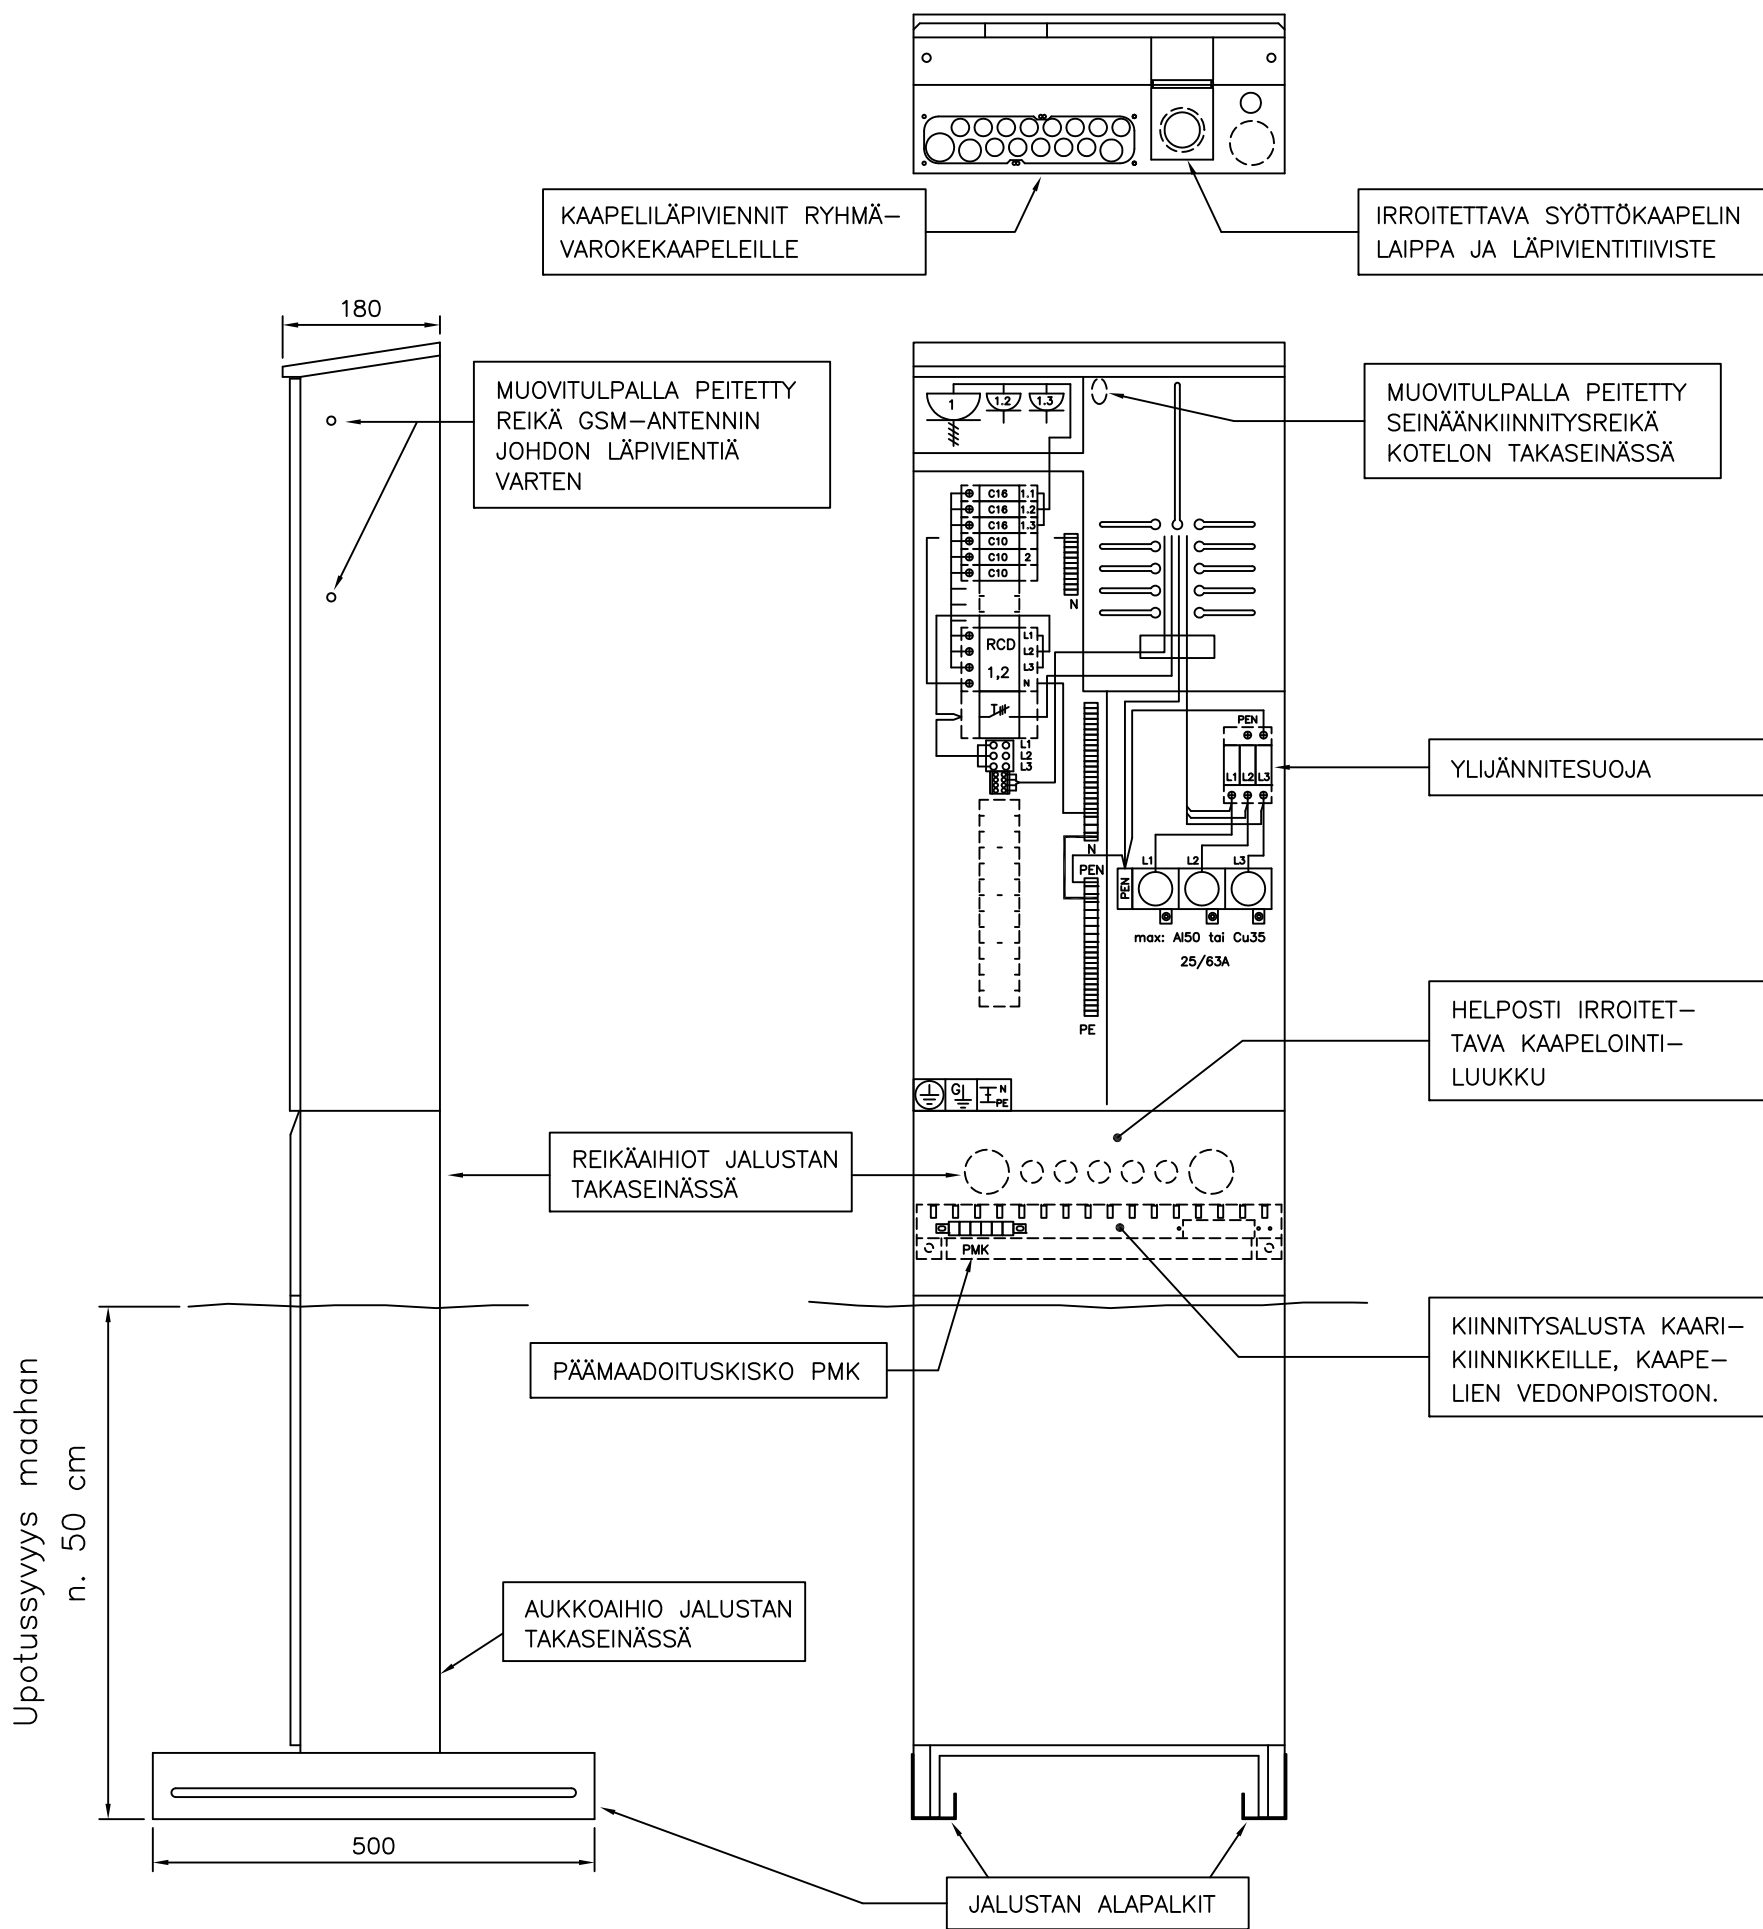 KAAPELILÄPIVIENNIT RYHMÄ-
VAROKEKAAPELEILLE
IRROITETTAVA SYÖTTÖKAAPELIN
LAIPPA JA LÄPIVIENTITIIVISTE
180
MUOVITULPALLA PEITETTY
REIKÄ GSM-ANTENNIN
JOHDON LÄPIVIENTIÄ
VARTEN
1
1.2
1.3
MUOVITULPALLA PEITETTY
SEINÄÄNKIINNITYSREIKÄ
KOTELON TAKASEINÄSSÄ
C16 1.1
C16 1.2
C16 1.3
C10
C10 2
C10
N
RCD
1,2
L1
L2
L3
N
T
L1
L2
L3
PEN
L1 L2 L3
YLIJÄNNITESUOJA
N
PEN
PEN
L1
L2
L3
max: Al50 tai Cu35
25/63A
PE
HELPOSTI IRROITET-
TAVA KAAPELOINTI-
LUUKKU
G
N
PE
REIKÄAIHIOT JALUSTAN
TAKASEINÄSSÄ
PMK
PÄÄMAADOITUSKISKO PMK
KIINNITYSALUSTA KAARI-
KIINNIKKEILLE, KAAPE-
LIEN VEDONPOISTOON.
Upotussyvyys maahan
n. 50 cm
AUKKOAIHIO JALUSTAN
TAKASEINÄSSÄ
500
JALUSTAN ALAPALKIT